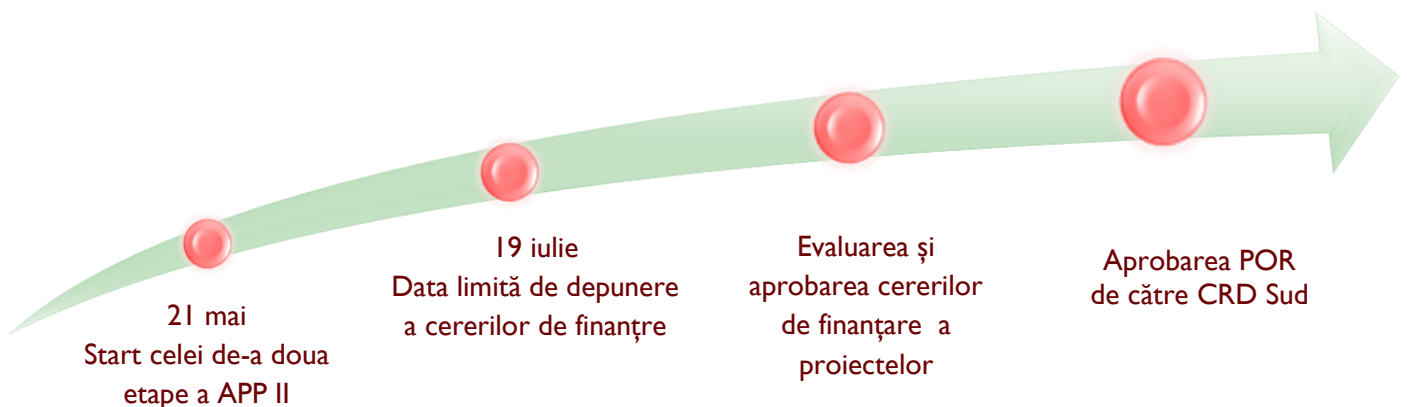 21 mai
Start celei de-a doua
etape a APP II
19 iulie
Data limită de depunere
a cererilor de finanțre
Evaluarea și
aprobarea cererilor
de finanțare  a
proiectelor
Aprobarea POR
de către CRD Sud